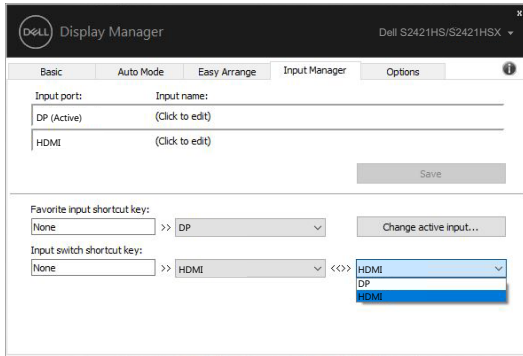 DELL Display Manager Dell S2421HS/S2421HSX
Basic Auto Mode Easy Arrange Input Manager Options
Input port: Input name:
DP (Active) (Click to edit)
HDMI (Click to edit)
Save
Favorite input shortcut key:
None >> DP Change active input...
Input switch shortcut key:
None >> HDMI <<>> HDMI
DP
HDMI